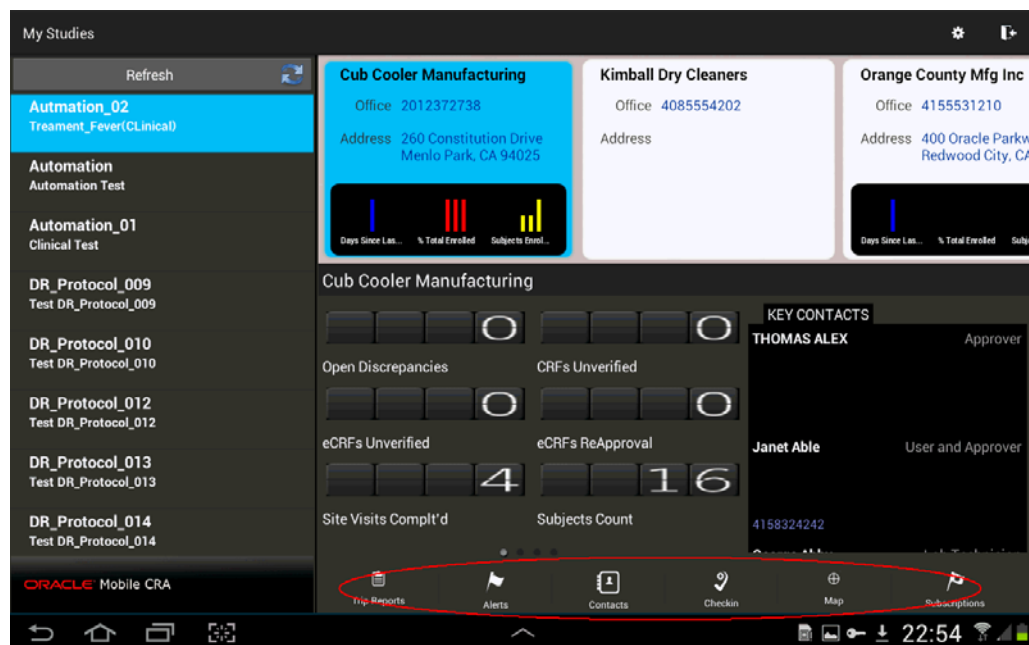 My Studies
Refresh
Autmation_02
Treament_Fever(CLinical)
Automation
Automation Test
Automation_01
Clinical Test
DR_Protocol_009
Test DR_Protocol_009
DR_Protocol_010
Test DR_Protocol_010
DR_Protocol_012
Test DR_Protocol_012
DR_Protocol_013
Test DR_Protocol_013
DR_Protocol_014
Test DR_Protocol_014
ORACLE Mobile CRA
Cub Cooler Manufacturing
Office 2012372738
Address 260 Constitution Drive
Menlo Park, CA 94025
Days Since Las... % Total Enrolled Subjects Enrol...
Kimball Dry Cleaners
Office 4085554202
Address
Orange County Mfg Inc
Office 4155531210
Address 400 Oracle Parkw
Redwood City, CA
Days Since Las... % Total Enrolled Subj
Cub Cooler Manufacturing
0 0
Open Discrepancies CRFs Unverified
0 0
eCRFs Unverified eCRFs ReApproval
4 16
Site Visits Complt'd Subjects Count
KEY CONTACTS
THOMAS ALEX Approver
Janet Able User and Approver
4158324242
Trip Reports Alerts Contacts Checkin Map Subscriptions
22:54